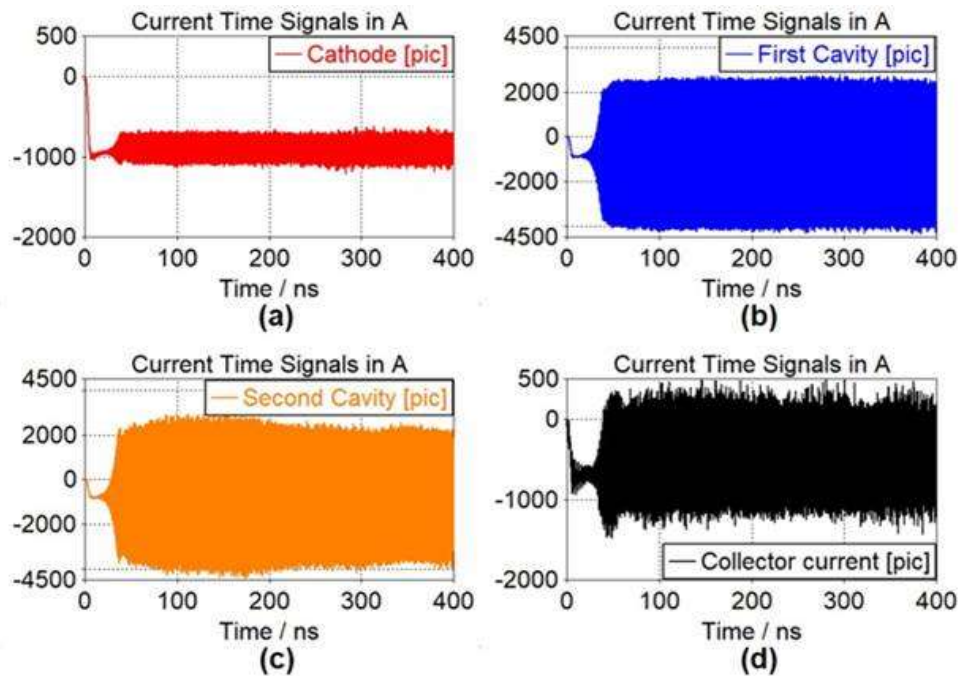 Current Time Signals in A
Cathode [pic]
500
0
-1000
-2000
0 100 200 300 400
Time / ns
(a)
Current Time Signals in A
First Cavity [pic]
4500
2000
0
-2000
-4500
0 100 200 300 400
Time / ns
(b)
Current Time Signals in A
Second Cavity [pic]
4500
2000
0
-2000
-4500
0 100 200 300 400
Time / ns
(c)
Current Time Signals in A
500
0
-1000
-2000
Collector current [pic]
0 100 200 300 400
Time / ns
(d)